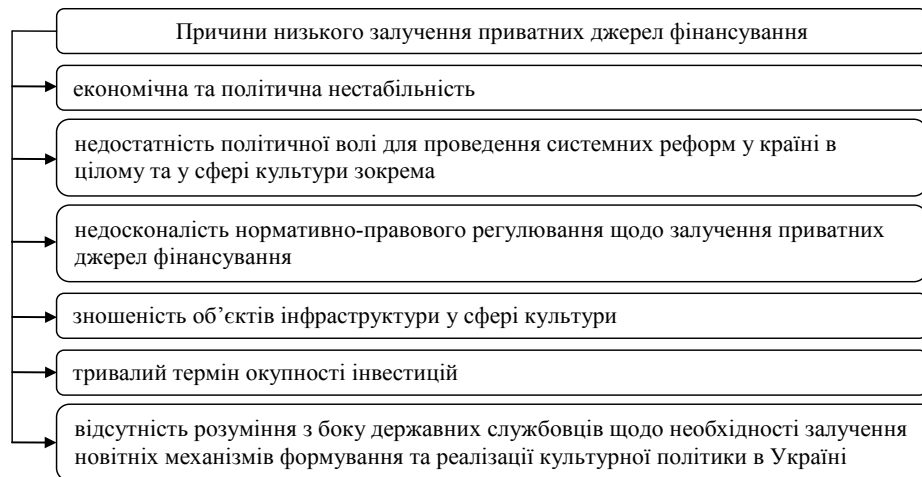 Причини низького залучення приватних джерел фінансування
економічна та політична нестабільність
недостатність політичної волі для проведення системних реформ у країні в
цілому та у сфері культури зокрема
недосконалість нормативно-правового регулювання щодо залучення приватних
джерел фінансування
зношеність об’єктів інфраструктури у сфері культури
тривалий термін окупності інвестицій
відсутність розуміння з боку державних службовців щодо необхідності залучення
новітніх механізмів формування та реалізації культурної політики в Україні